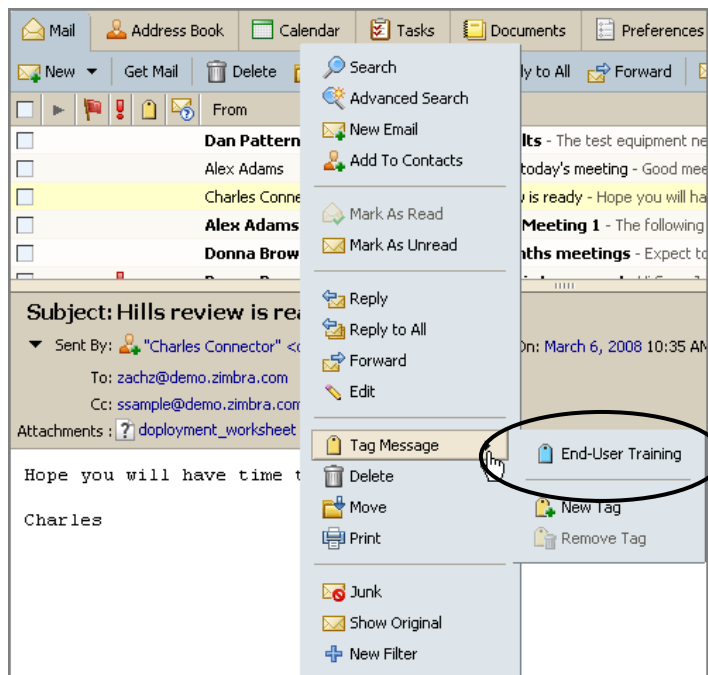 Mail Address Book Calendar Tasks Documents Preferences
New Get Mail Delete ly to All Forward
From
Dan Pattern lts - The test equipment ne
Alex Adams today's meeting - Good mee
Charles Conne is ready - Hope you will ha
Alex Adams Meeting 1 - The following
Donna Brow nths meetings - Expect to
Subject: Hills review is rea
Sent By: "Charles Connector" <c On: March 6, 2008 10:35 AM
To: zachz@demo.zimbra.com
Cc: ssample@demo.zimbra.com
Attachments : doployment_worksheet
Hope you will have time t
Charles
Search
Advanced Search
New Email
Add To Contacts
Mark As Read
Mark As Unread
Reply
Reply to All
Forward
Edit
Tag Message
Delete
Move
Print
Junk
Show Original
New Filter
End-User Training
New Tag
Remove Tag